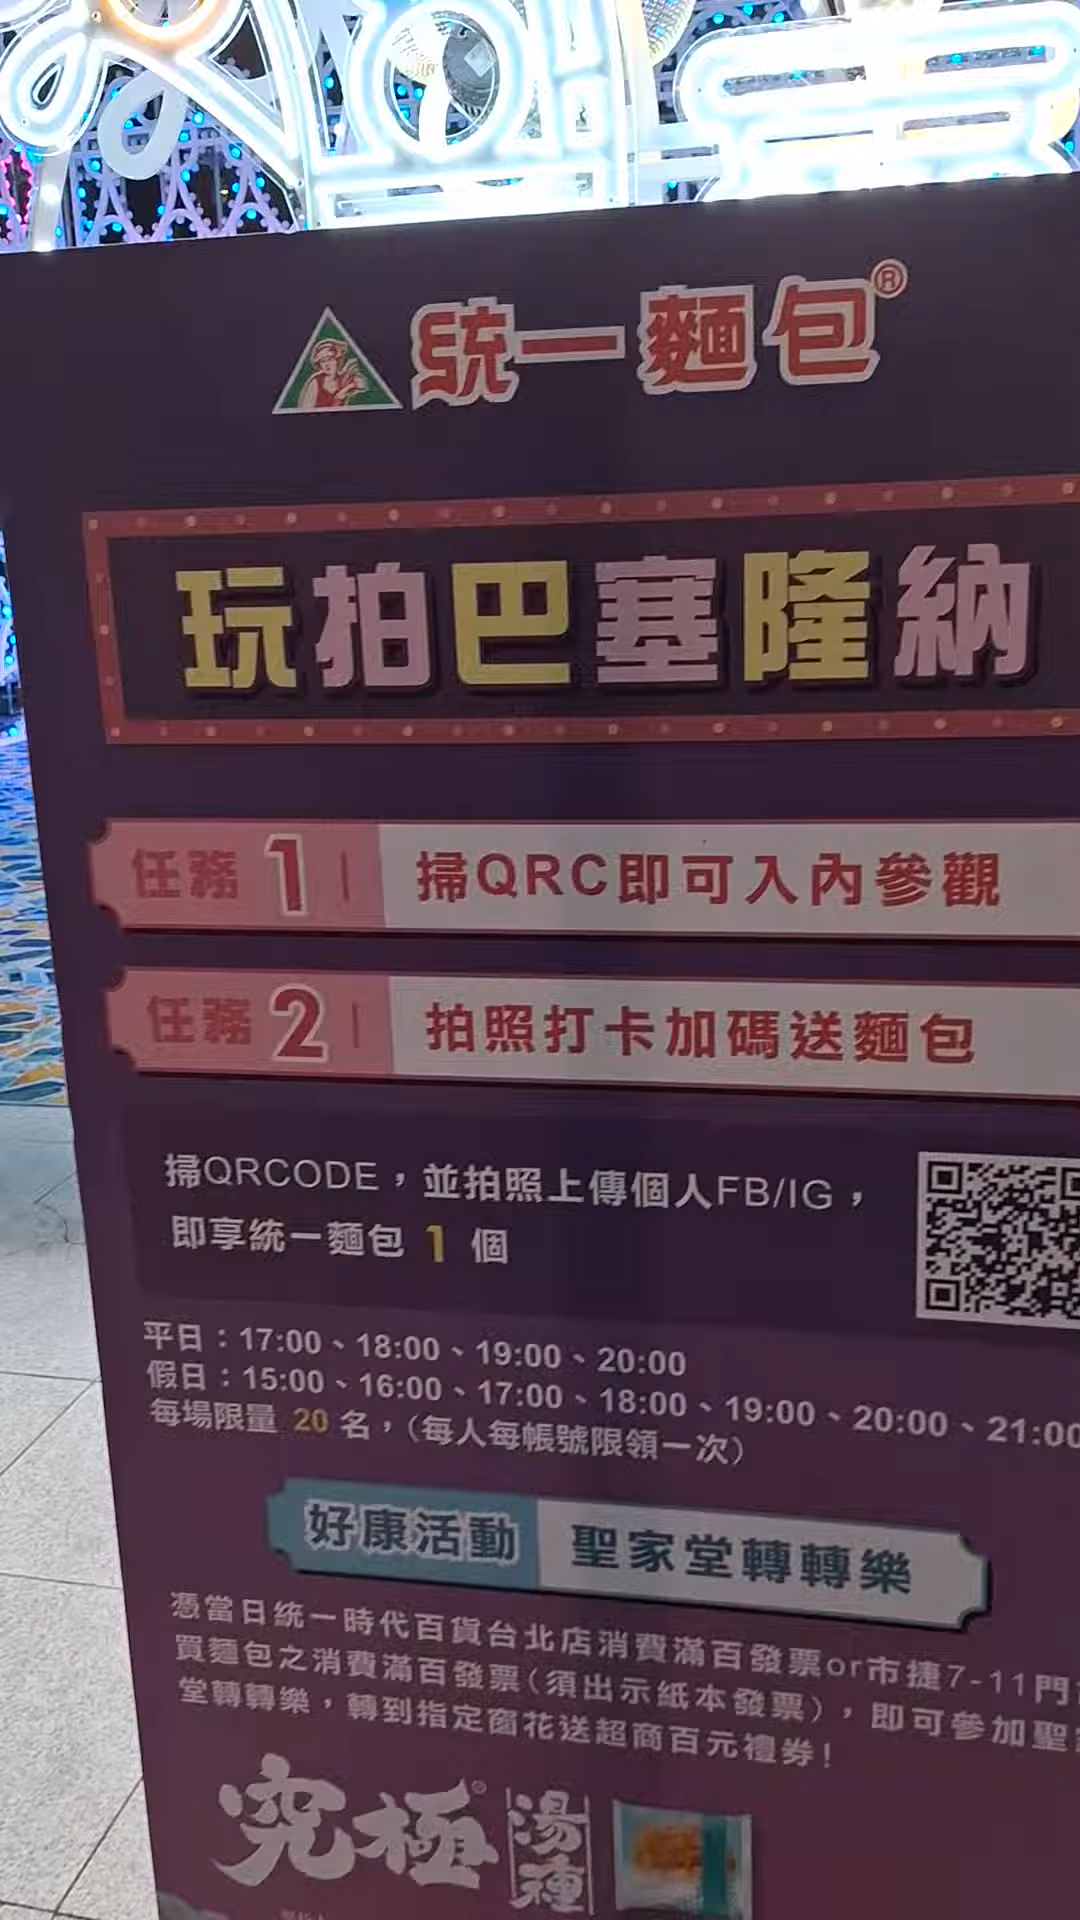 統一麵包®
玩拍巴塞隆納
任務 1 | 掃QRC即可入內參觀
任務 2 | 拍照打卡加碼送麵包
掃QRCODE，並拍照上傳個人FB/IG，
即享統一麵包 1 個
平日：17:00、18:00、19:00、20:00
假日：15:00、16:00、17:00、18:00、19:00、20:00、21:00
每場限量 20 名，（每人每帳號限領一次）
好康活動 聖家堂轉轉樂
憑當日統一時代百貨台北店消費滿百發票or市捷7-11門
買麵包之消費滿百發票（須出示紙本發票），即可參加聖
堂轉轉樂，轉到指定窗花送超商百元禮券！
究極® 湯種